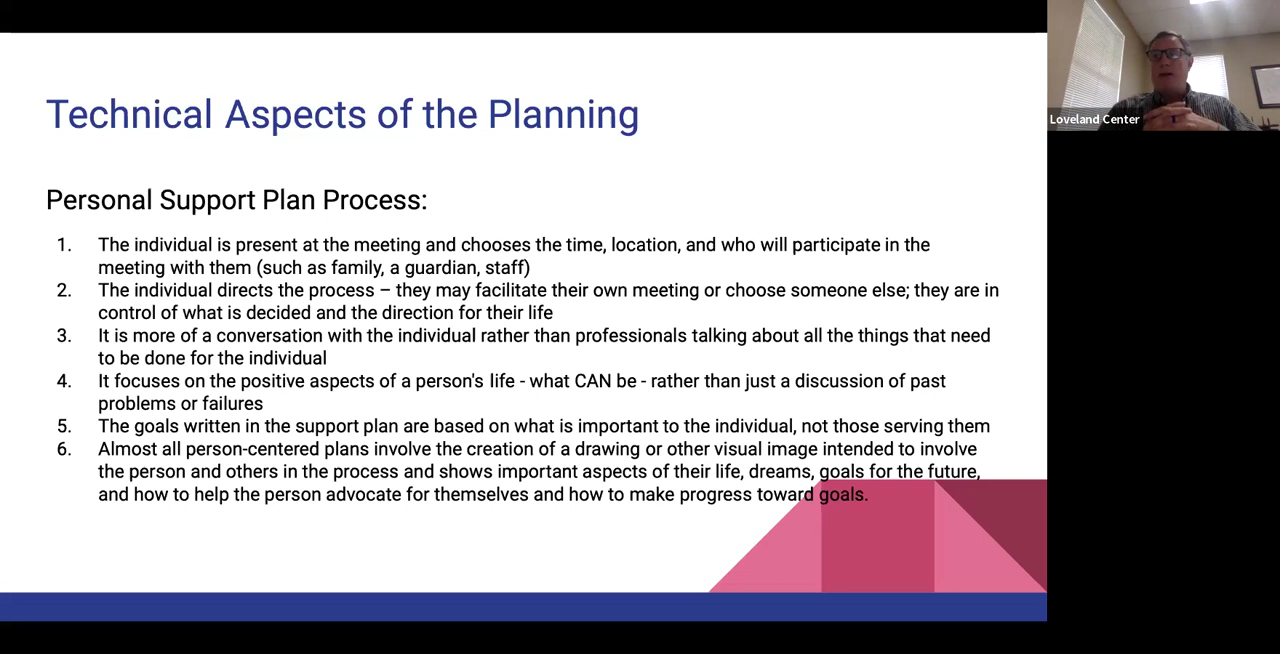 Technical Aspects of the Planning
Personal Support Plan Process:
1. The individual is present at the meeting and chooses the time, location, and who will participate in the
meeting with them (such as family, a guardian, staff)
2. The individual directs the process – they may facilitate their own meeting or choose someone else; they are in
control of what is decided and the direction for their life
3. It is more of a conversation with the individual rather than professionals talking about all the things that need
to be done for the individual
4. It focuses on the positive aspects of a person's life - what CAN be - rather than just a discussion of past
problems or failures
5. The goals written in the support plan are based on what is important to the individual, not those serving them
6. Almost all person-centered plans involve the creation of a drawing or other visual image intended to involve
the person and others in the process and shows important aspects of their life, dreams, goals for the future,
and how to help the person advocate for themselves and how to make progress toward goals.
Loveland Center